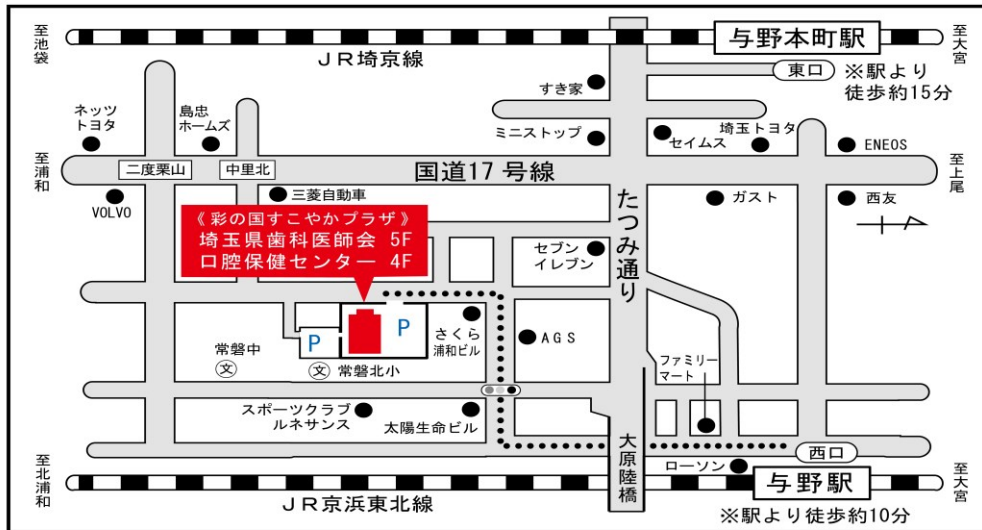 至池袋
JR埼京線
与野本町駅
至大宮
東口
※駅より
徒歩約15分
すき家
ネッツ
トヨタ
島忠
ホームズ
ミニストップ
セイムス
埼玉トヨタ
ENEOS
至浦和
二度栗山
中里北
国道17号線
至上尾
VOLVO
三菱自動車
たつみ通り
ガスト
西友
《彩の国すこやかプラザ》
埼玉県歯科医師会 5F
口腔保健センター 4F
セブン
イレブン
P
P
さくら
浦和ビル
AGS
常磐中
文
文
常磐北小
ファミリー
マート
スポーツクラブ
ルネサンス
太陽生命ビル
大原陸橋
西口
ローソン
至北浦和
JR京浜東北線
与野駅
至大宮
※駅より徒歩約10分